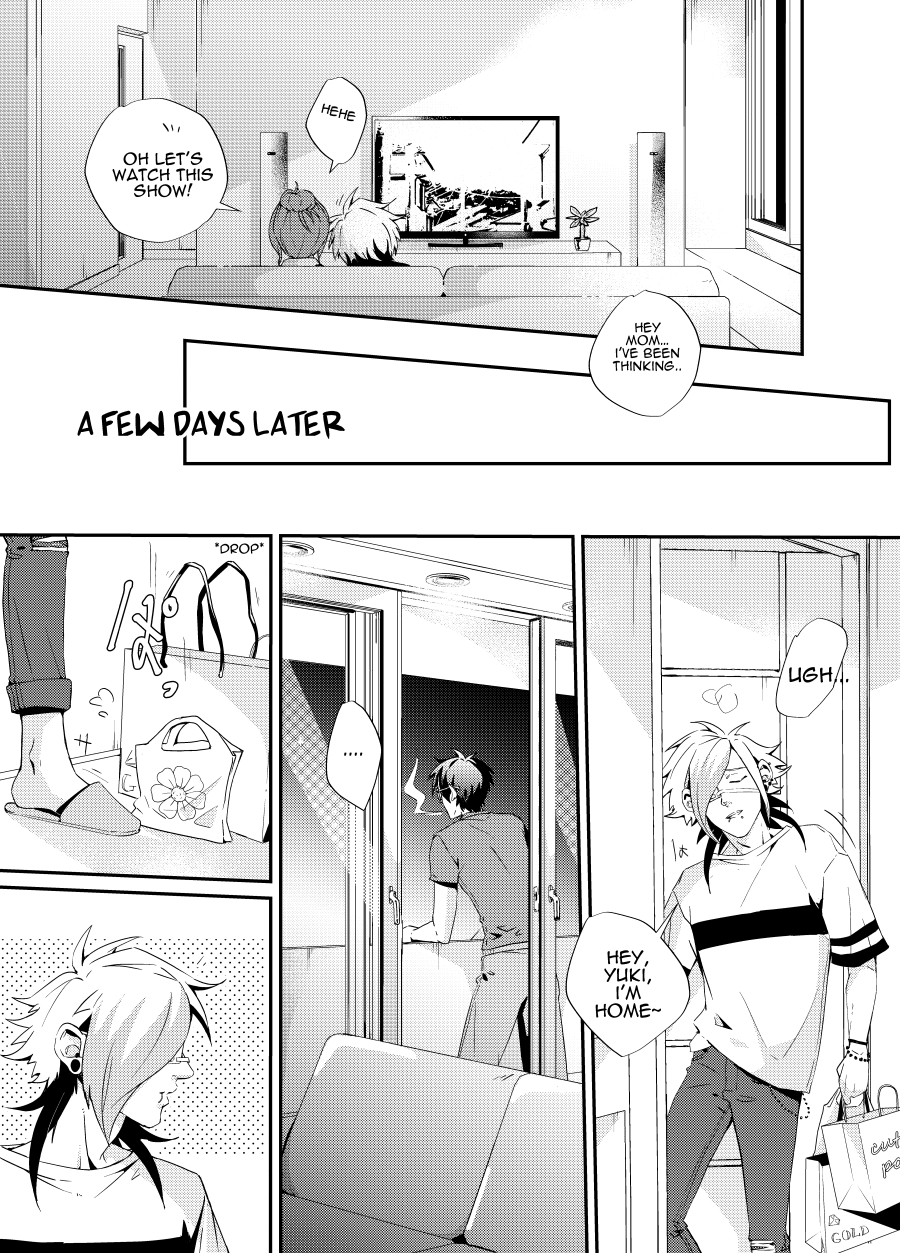 HEHE
OH LET'S
WATCH THIS
SHOW!
HEY
MOM...
I'VE BEEN
THINKING..
A FEW DAYS LATER
UGH...
HEY,
YUKI,
I'M
HOME~
GOLD
....
*DROP*